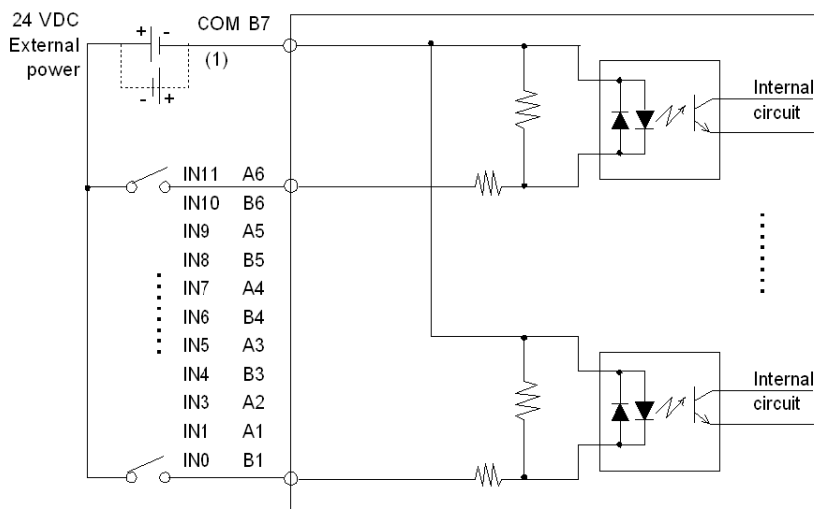 24 VDC
External
power
+ -
COM B7
(1)
- +
Internal
circuit
IN11 A6
IN10 B6
IN9 A5
IN8 B5
IN7 A4
IN6 B4
IN5 A3
IN4 B3
IN3 A2
IN1 A1
IN0 B1
Internal
circuit